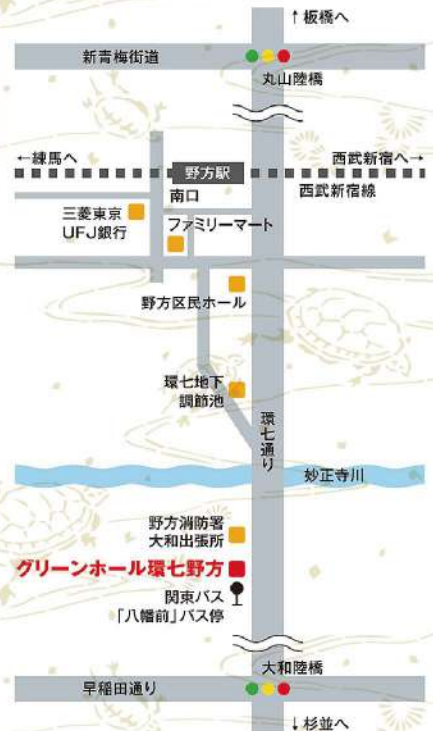 ↑板橋へ
新青梅街道
丸山陸橋
←練馬へ
野方駅
西武新宿へ→
南口
西武新宿線
三菱東京
UFJ銀行
ファミリーマート
野方区民ホール
環七地下
調節池
環七通り
妙正寺川
野方消防署
大和出張所
グリーンホール環七野方
関東バス
「八幡前」バス停
大和陸橋
早稲田通り
↓杉並へ